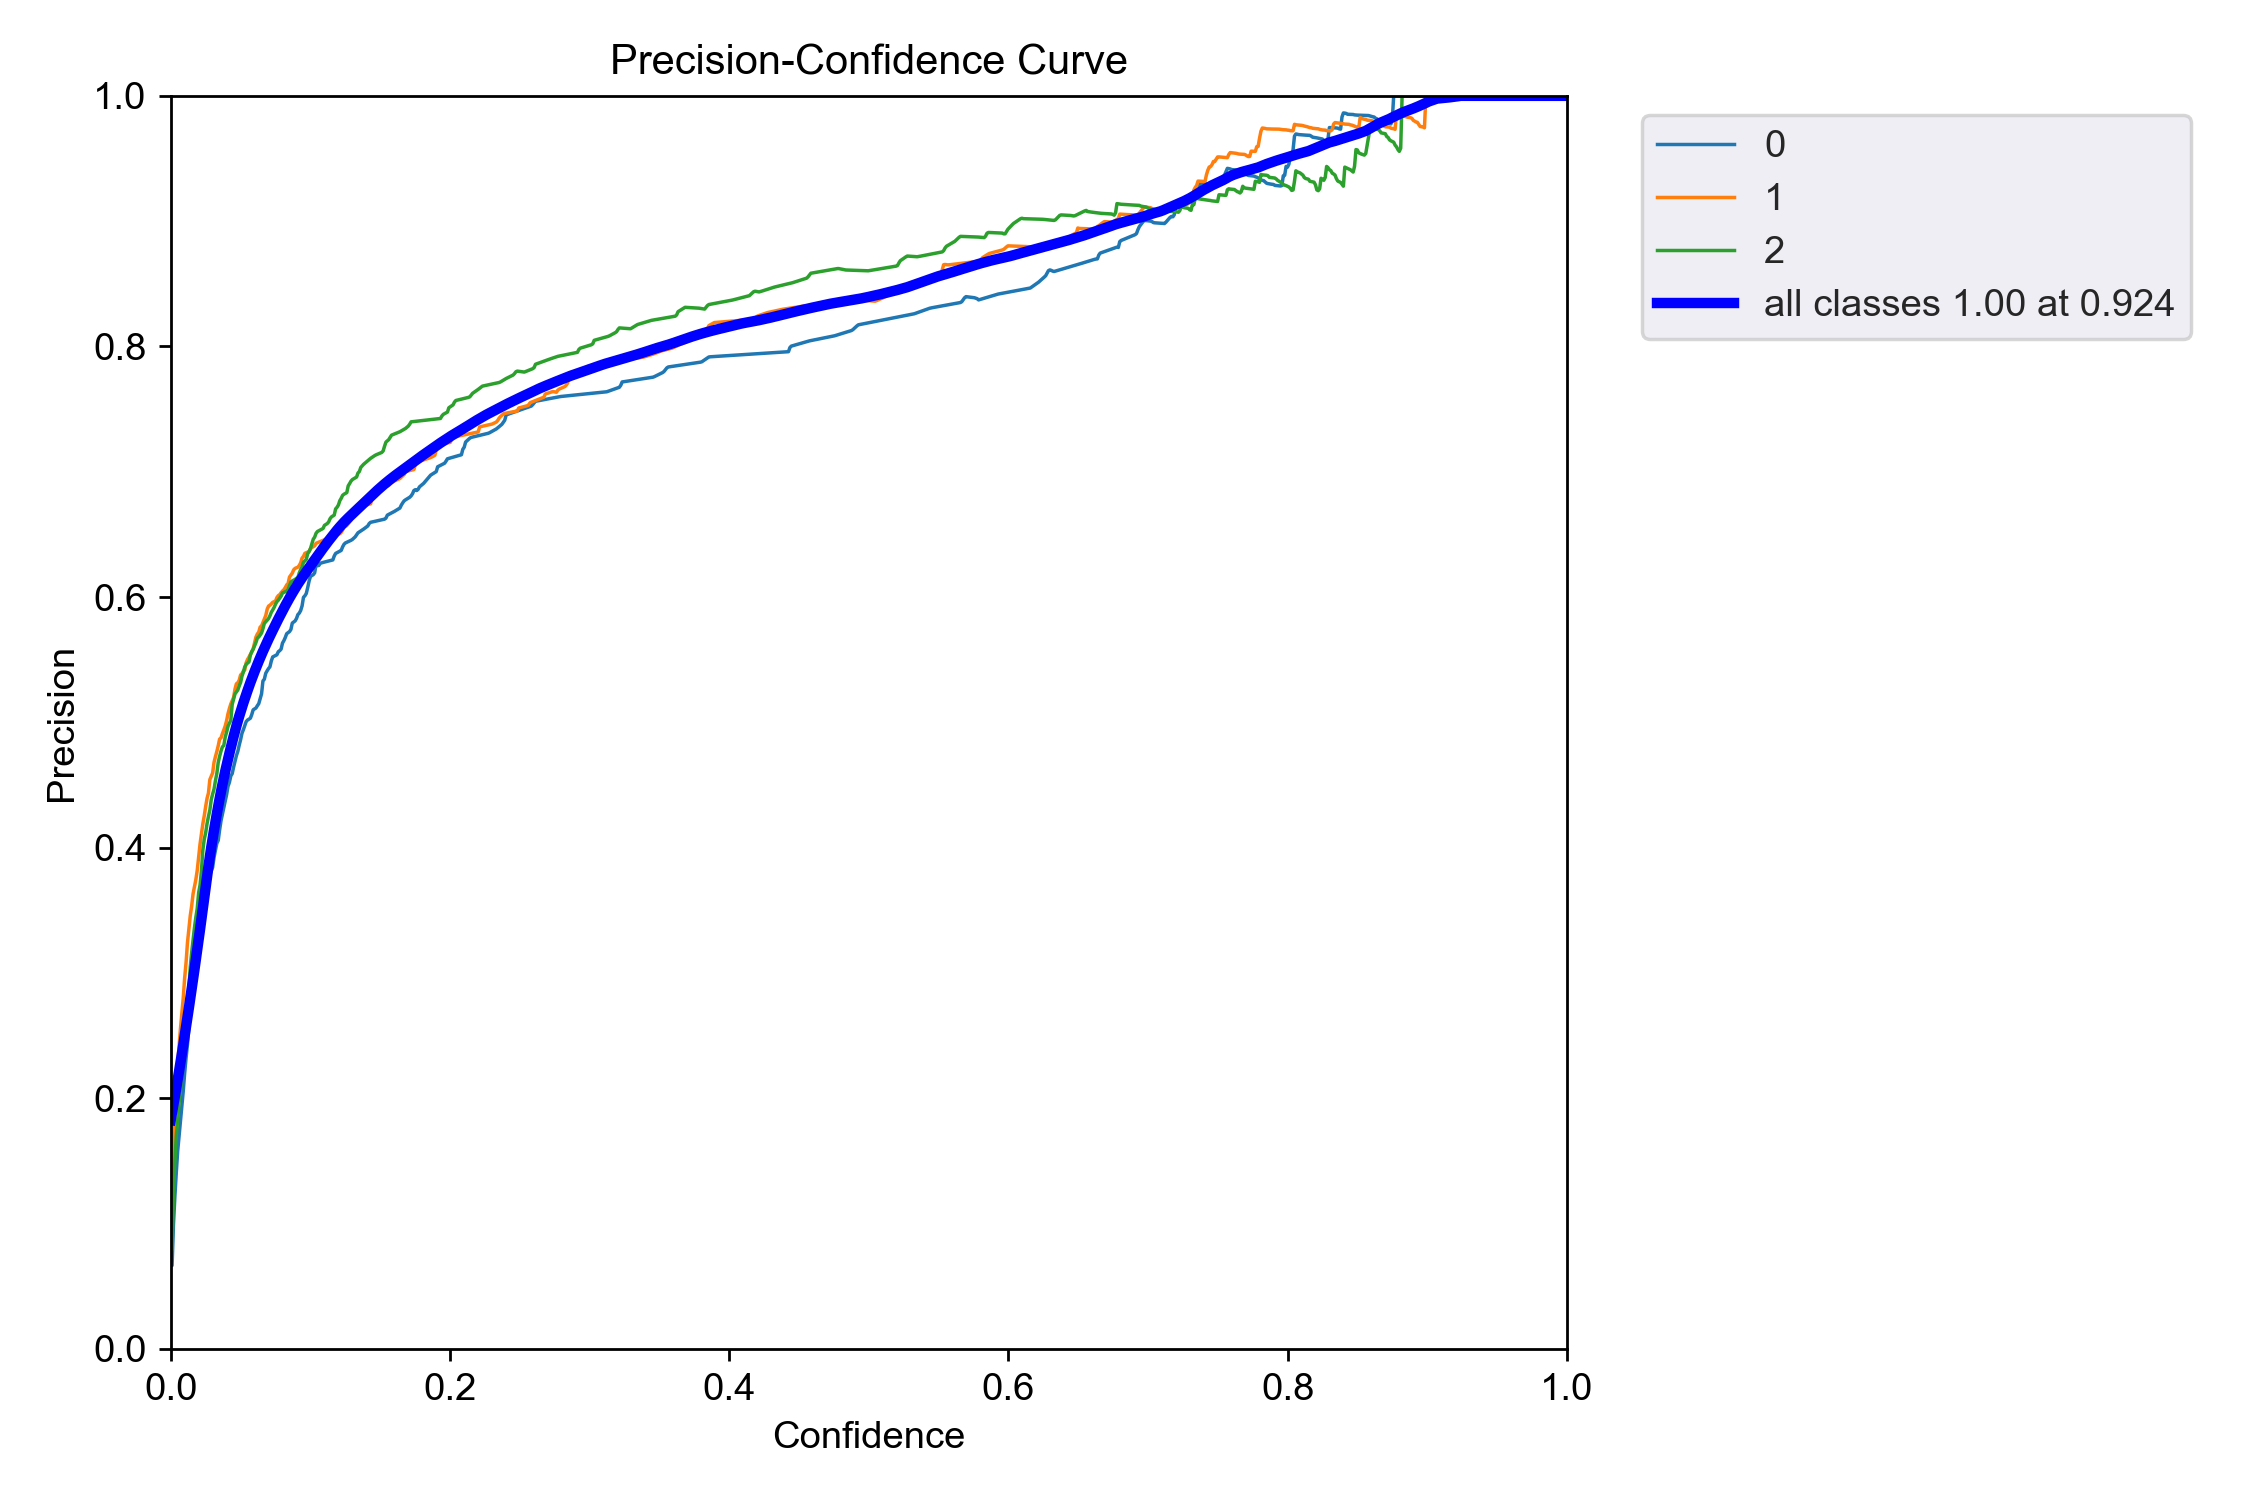 Precision-Confidence Curve
1.0
0.8
0.6
0.4
0.2
0.0
Precision
0.0 0.2 0.4 0.6 0.8 1.0
Confidence
0
1
2
all classes 1.00 at 0.924